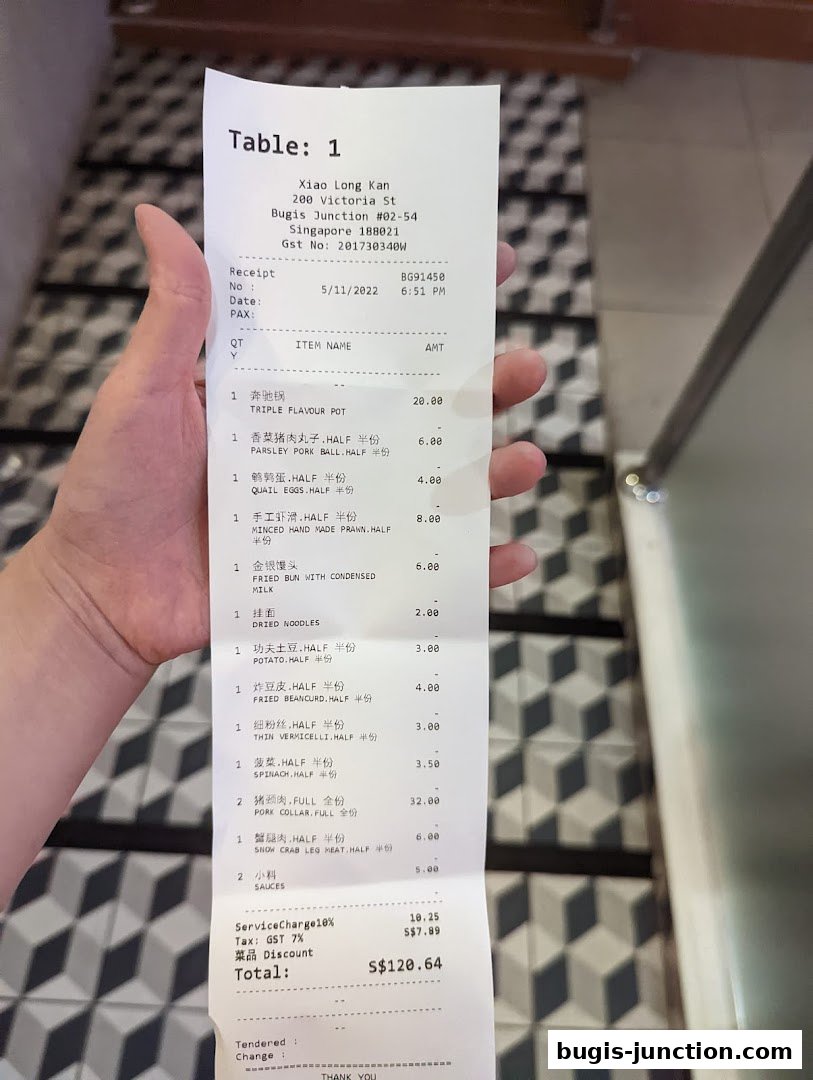 Table: 1
Xiao Long Kan
200 Victoria St
Bugis Junction #02-54
Singapore 188021
Gst No: 201730340W
Receipt BG91450
No : 5/11/2022 6:51 PM
Date:
PAX:
QT ITEM NAME AMT
Y
1 奔驰锅 20.00
TRIPLE FLAVOUR POT
1 香菜猪肉丸子.HALF 半份 6.00
PARSLEY PORK BALL.HALF 半份
1 鹌鹑蛋.HALF 半份 4.00
QUAIL EGGS.HALF 半份
1 手工虾滑.HALF 半份 8.00
MINCED HAND MADE PRAWN.HALF
半份
1 金银馒头 6.00
FRIED BUN WITH CONDENSED
MILK
1 挂面 2.00
DRIED NOODLES
1 功夫土豆.HALF 半份 3.00
POTATO.HALF 半份
1 炸豆皮.HALF 半份 4.00
FRIED BEANCURD.HALF 半份
1 细粉丝.HALF 半份 3.00
THIN VERMICELLI.HALF 半份
1 菠菜.HALF 半份 3.50
SPINACH.HALF 半份
2 猪颈肉.FULL 全份 32.00
PORK COLLAR.FULL 全份
1 蟹腿肉.HALF 半份 6.00
SNOW CRAB LEG MEAT.HALF 半份
2 小料 5.00
SAUCES
ServiceCharge10% 10.25
Tax: GST 7% S$7.89
菜品 Discount
Total: S$120.64
Tendered :
Change :
THANK YOU
bugis-junction.com